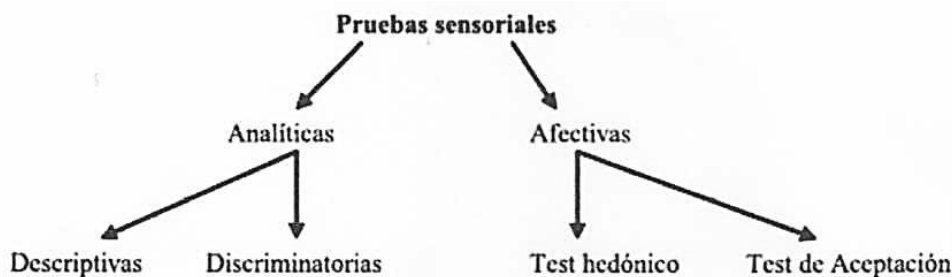 Pruebas sensoriales
Analíticas Afectivas
Descriptivas Discriminatorias Test hedónico Test de Aceptación